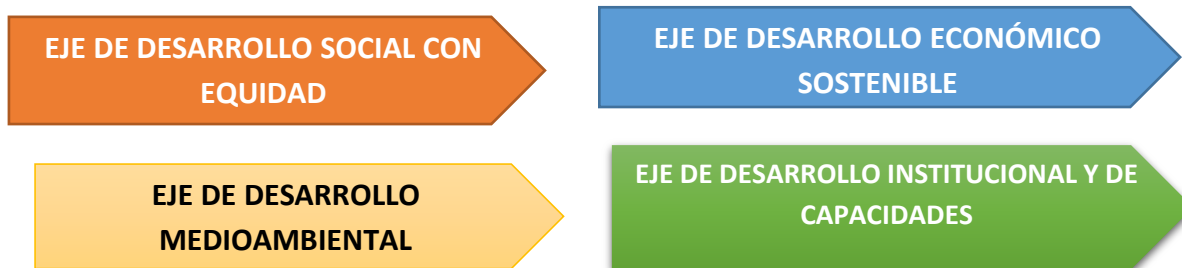 EJE DE DESARROLLO SOCIAL CON
EQUIDAD
EJE DE DESARROLLO ECONÓMICO
SOSTENIBLE
EJE DE DESARROLLO
MEDIOAMBIENTAL
EJE DE DESARROLLO INSTITUCIONAL Y DE
CAPACIDADES